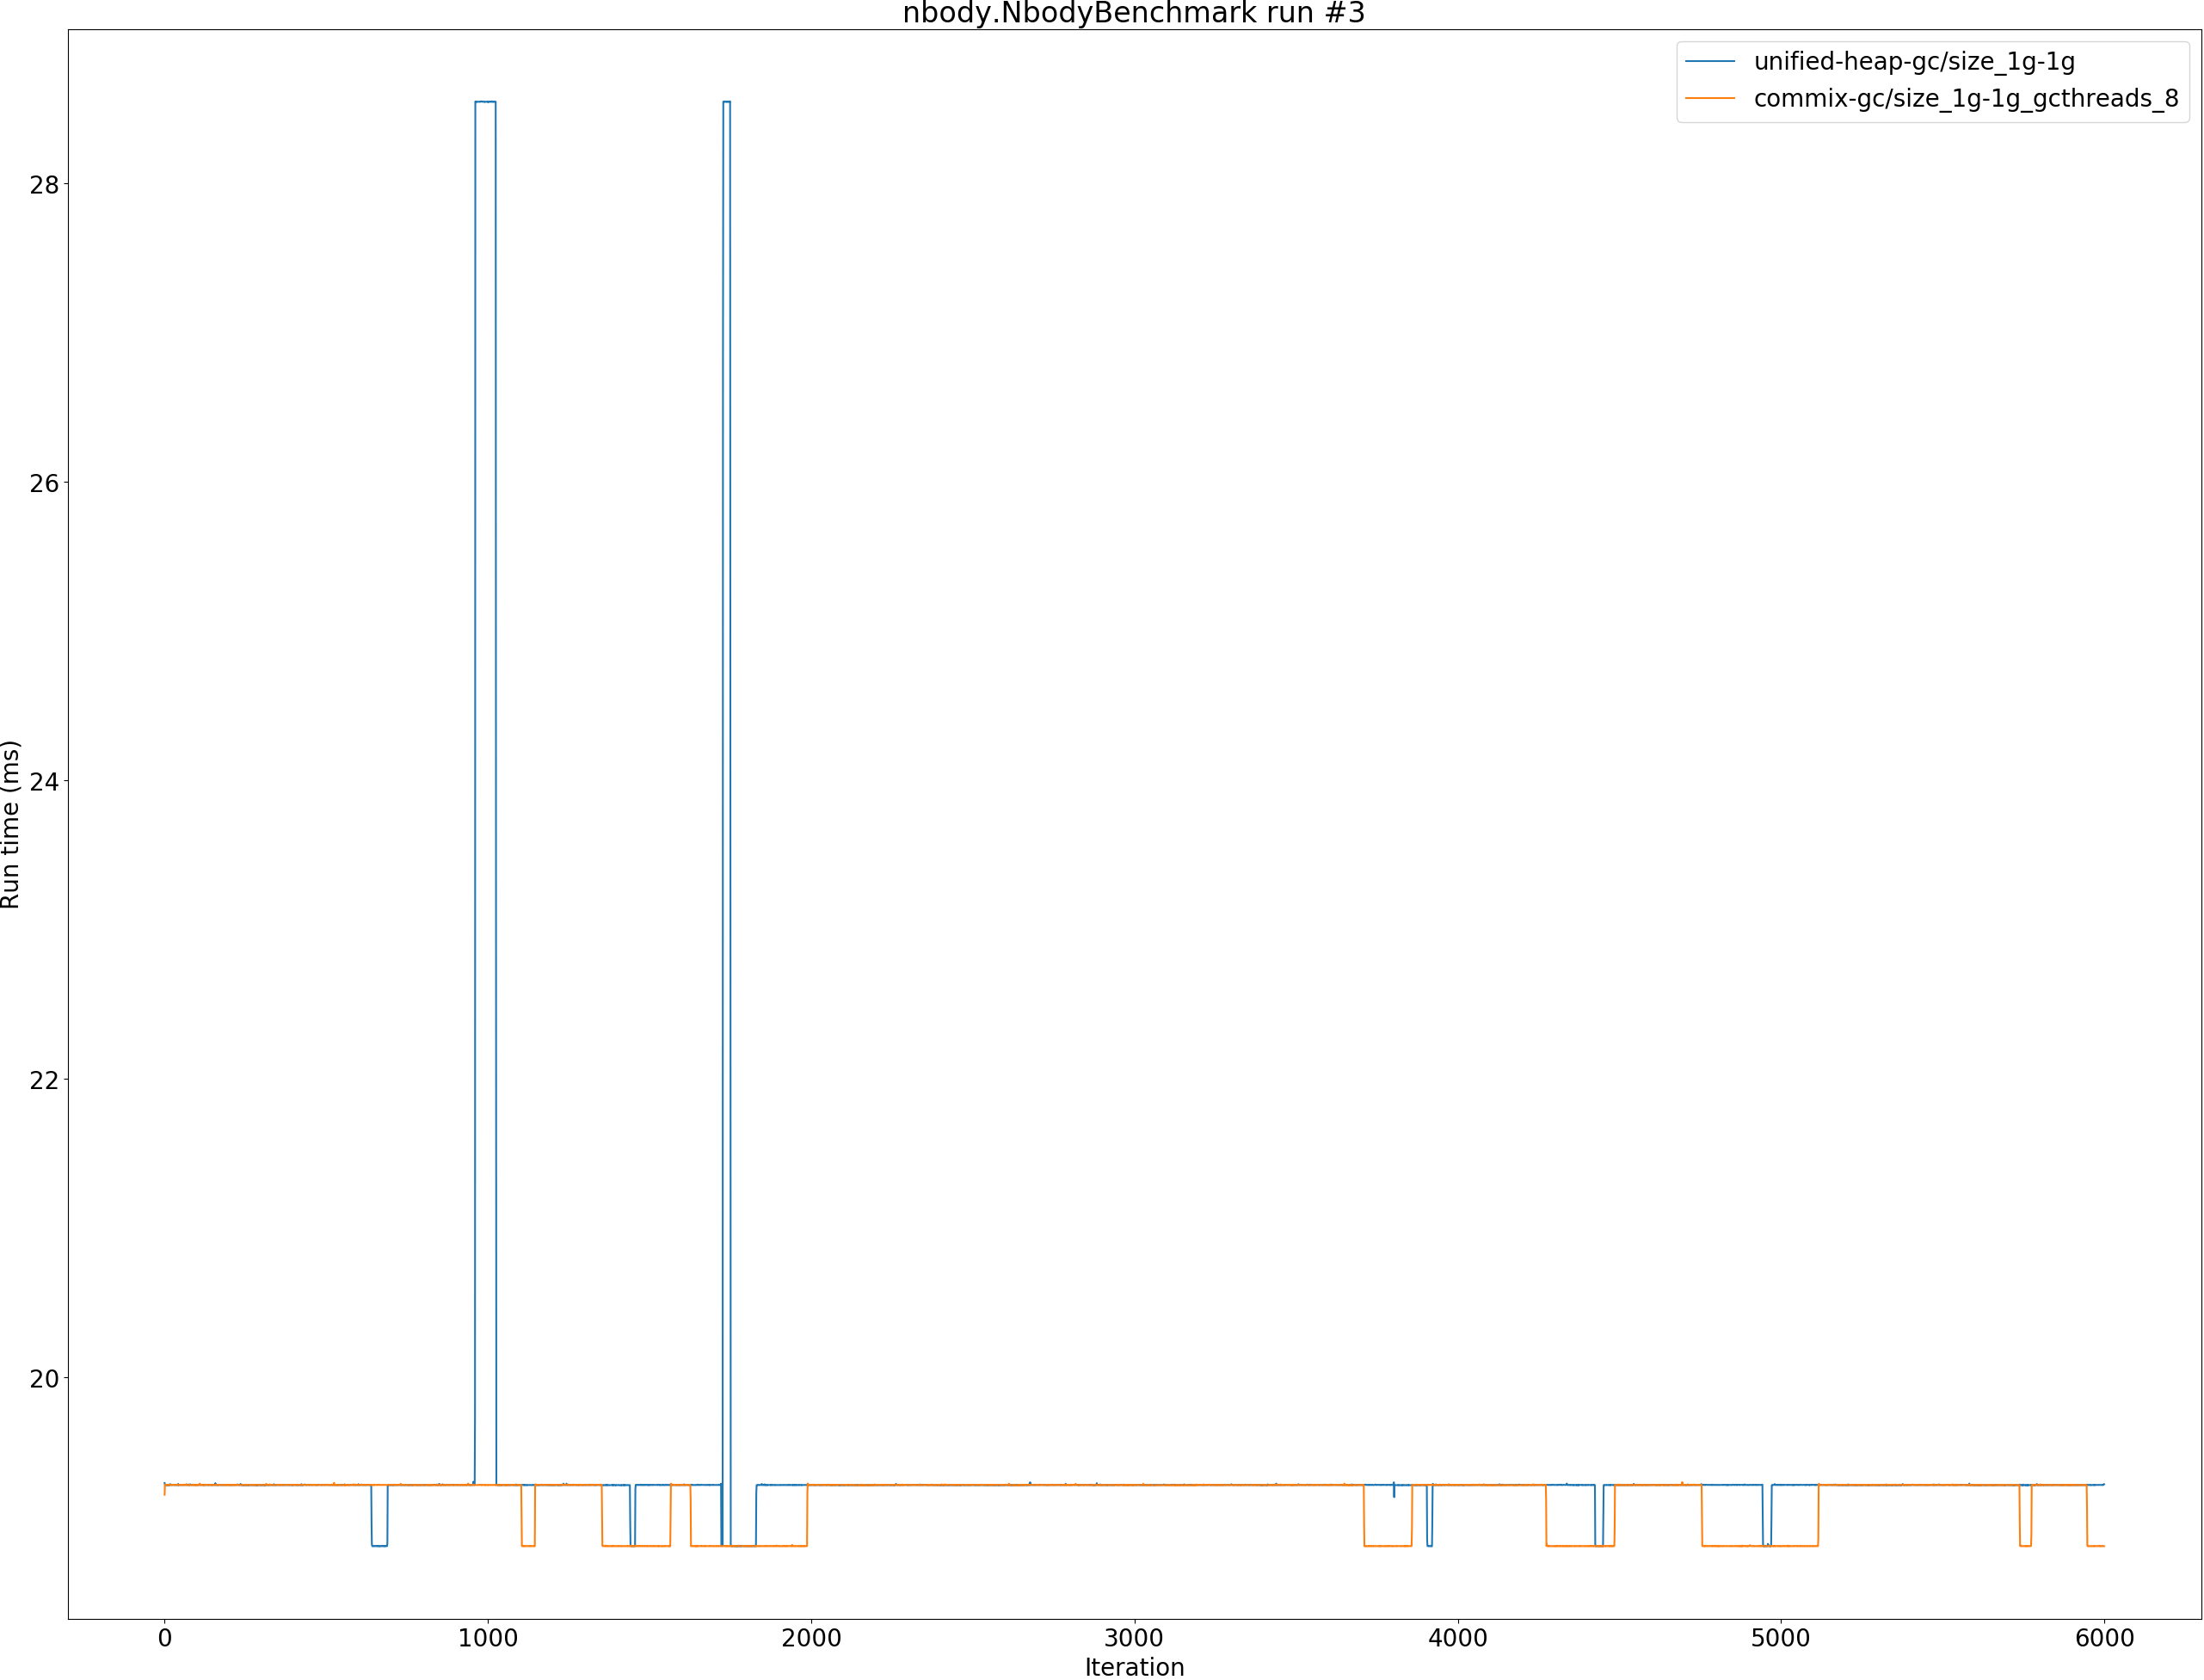 nbody.NbodyBenchmark run #3
unified-heap-gc/size_1g-1g
commix-gc/size_1g-1g_gcthreads_8
Run time (ms)
28
26
24
22
20
0 1000 2000 3000 4000 5000 6000
Iteration